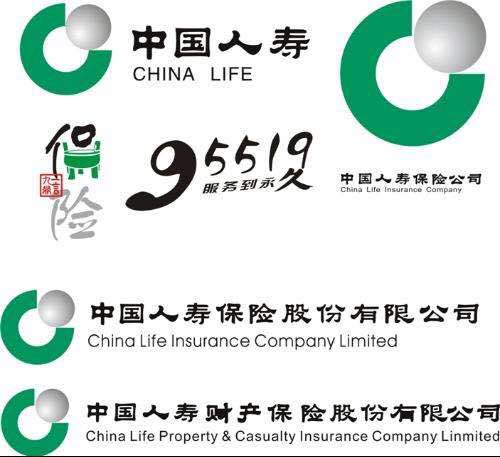 中国人寿
CHINA LIFE
保险
95519
服务到永久
中国人寿保险公司
China Life Insurance Company
中国人寿保险股份有限公司
China Life Insurance Company Limited
中国人寿财产保险股份有限公司
China Life Property & Casualty Insurance Company Linmited